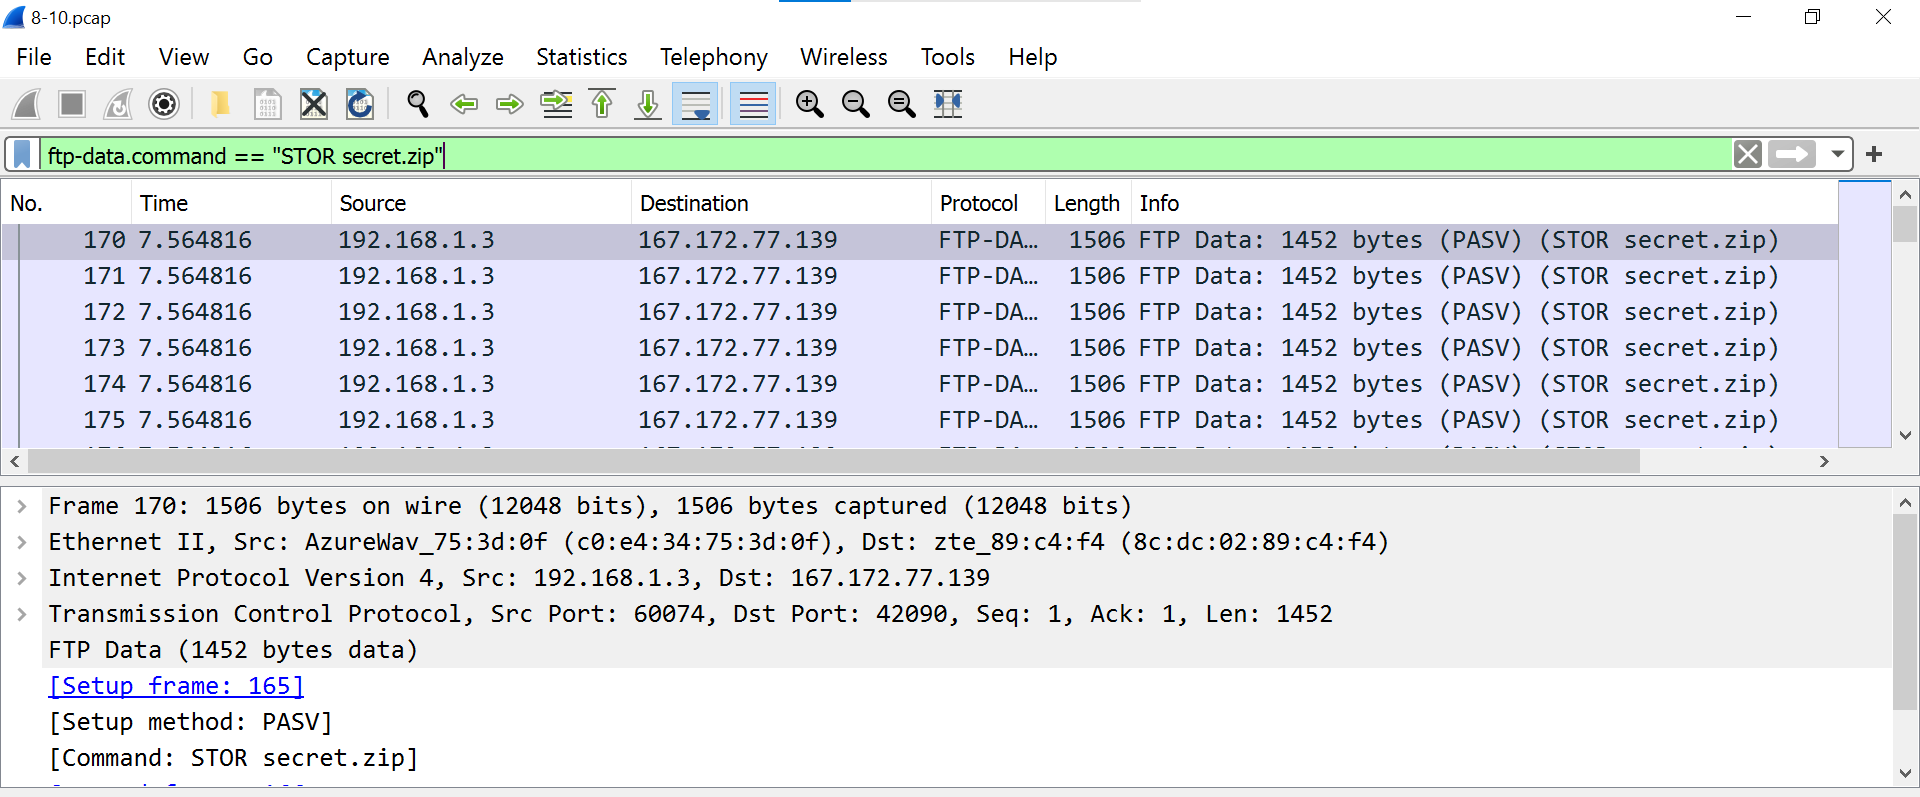 8-10.pcap
File Edit View Go Capture Analyze Statistics Telephony Wireless Tools Help
ftp-data.command == "STOR secret.zip"
No. Time Source Destination Protocol Length Info
170 7.564816 192.168.1.3 167.172.77.139 FTP-DA… 1506 FTP Data: 1452 bytes (PASV) (STOR secret.zip)
171 7.564816 192.168.1.3 167.172.77.139 FTP-DA… 1506 FTP Data: 1452 bytes (PASV) (STOR secret.zip)
172 7.564816 192.168.1.3 167.172.77.139 FTP-DA… 1506 FTP Data: 1452 bytes (PASV) (STOR secret.zip)
173 7.564816 192.168.1.3 167.172.77.139 FTP-DA… 1506 FTP Data: 1452 bytes (PASV) (STOR secret.zip)
174 7.564816 192.168.1.3 167.172.77.139 FTP-DA… 1506 FTP Data: 1452 bytes (PASV) (STOR secret.zip)
175 7.564816 192.168.1.3 167.172.77.139 FTP-DA… 1506 FTP Data: 1452 bytes (PASV) (STOR secret.zip)
Frame 170: 1506 bytes on wire (12048 bits), 1506 bytes captured (12048 bits)
Ethernet II, Src: AzureWav_75:3d:0f (c0:e4:34:75:3d:0f), Dst: zte_89:c4:f4 (8c:dc:02:89:c4:f4)
Internet Protocol Version 4, Src: 192.168.1.3, Dst: 167.172.77.139
Transmission Control Protocol, Src Port: 60074, Dst Port: 42090, Seq: 1, Ack: 1, Len: 1452
FTP Data (1452 bytes data)
[Setup frame: 165]
[Setup method: PASV]
[Command: STOR secret.zip]